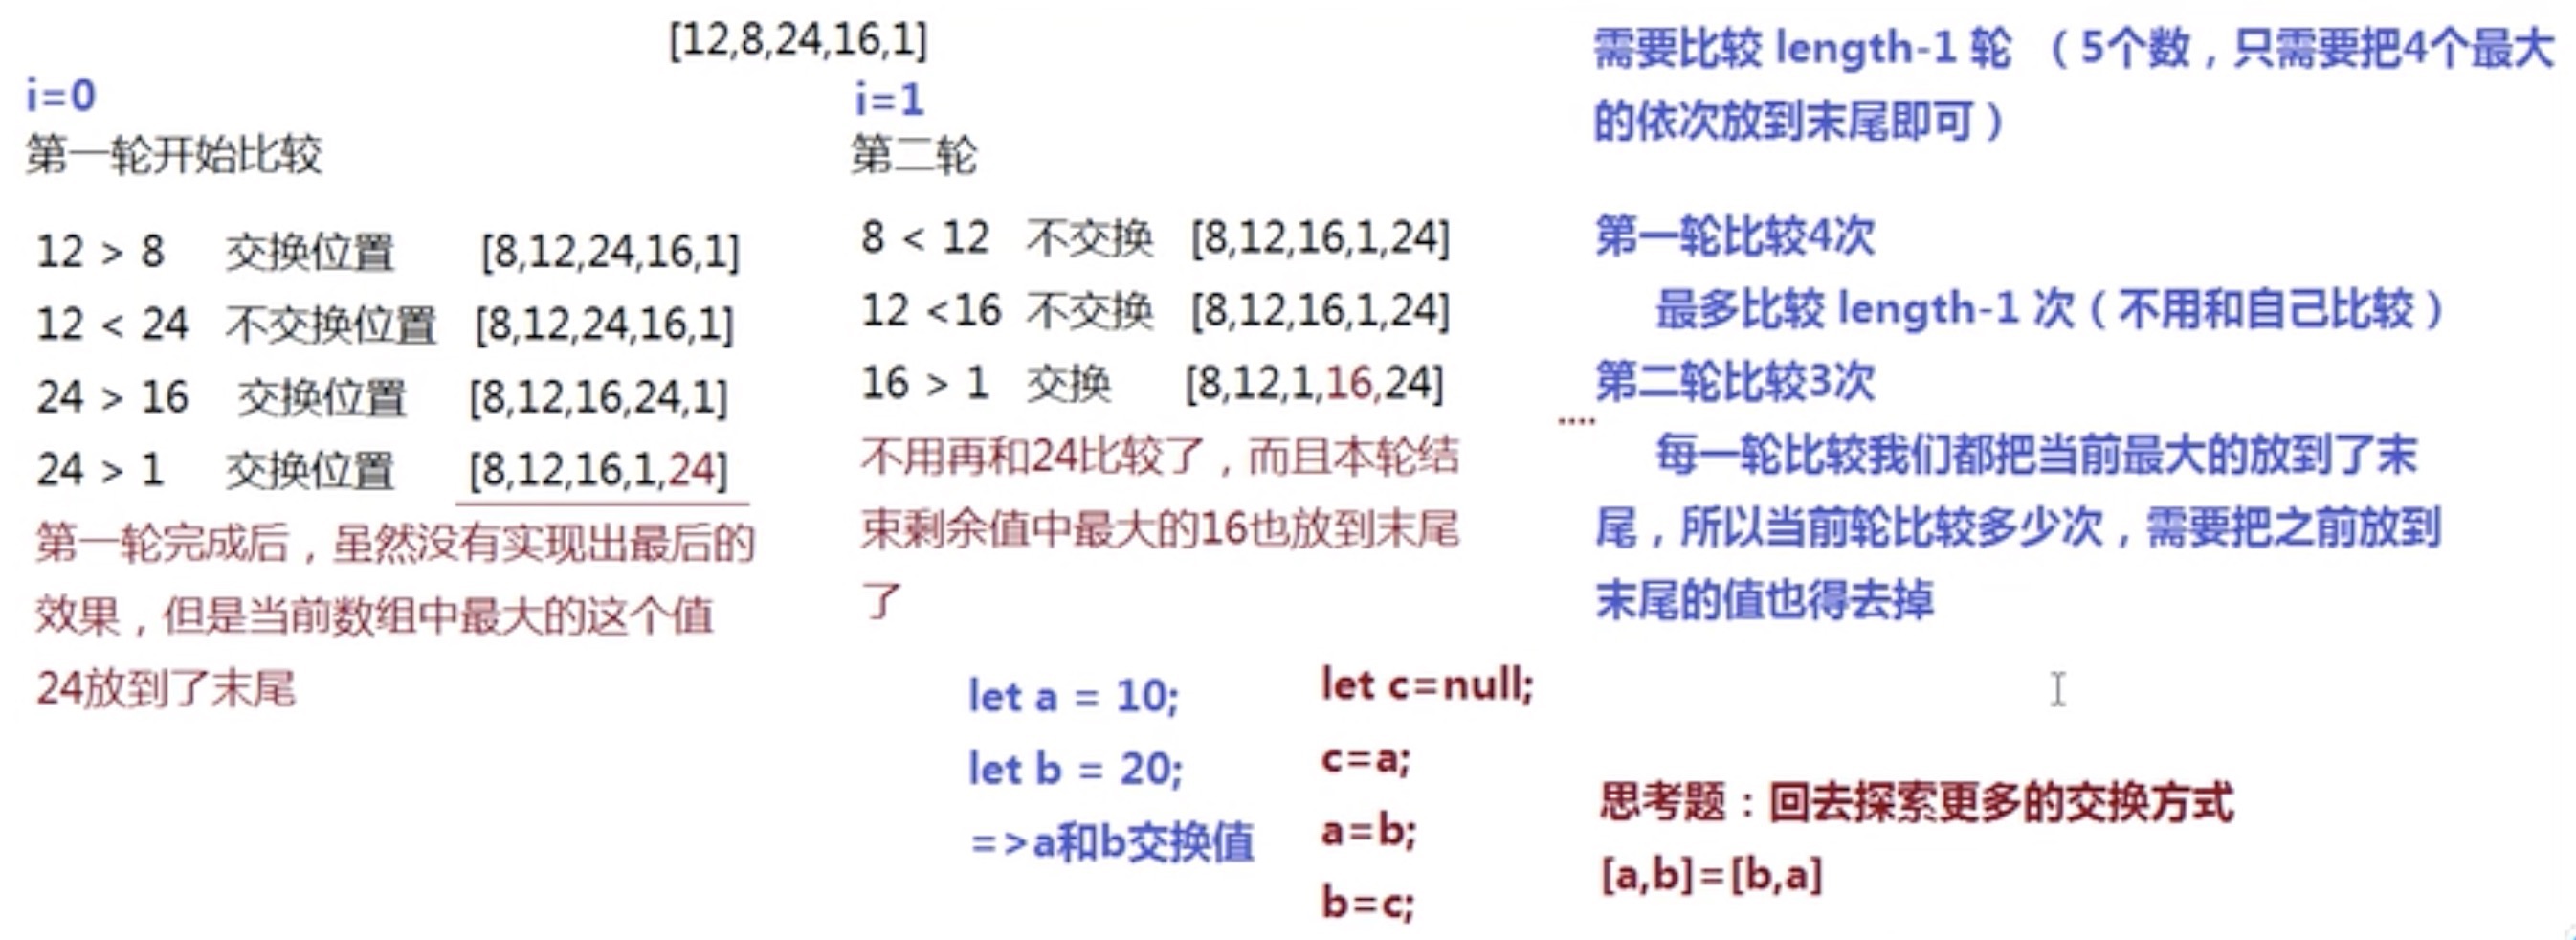 [12,8,24,16,1]
i=0
第一轮开始比较
12 > 8 交换位置 [8,12,24,16,1]
12 < 24 不交换位置 [8,12,24,16,1]
24 > 16 交换位置 [8,12,16,24,1]
24 > 1 交换位置 [8,12,16,1,24]
第一轮完成后，虽然没有实现出最后的
效果，但是当前数组中最大的这个值
24放到了末尾
i=1
第二轮
8 < 12 不交换 [8,12,16,1,24]
12 <16 不交换 [8,12,16,1,24]
16 > 1 交换 [8,12,1,16,24]
不用再和24比较了，而且本轮结
束剩余值中最大的16也放到末尾
了
....
let a = 10;
let b = 20;
=>a和b交换值
let c=null;
c=a;
a=b;
b=c;
需要比较 length-1 轮 （5个数，只需要把4个最大
的依次放到末尾即可）
第一轮比较4次
最多比较 length-1 次（不用和自己比较）
第二轮比较3次
每一轮比较我们都把当前最大的放到了末
尾，所以当前轮比较多少次，需要把之前放到
末尾的值也得去掉
思考题：回去探索更多的交换方式
[a,b]=[b,a]